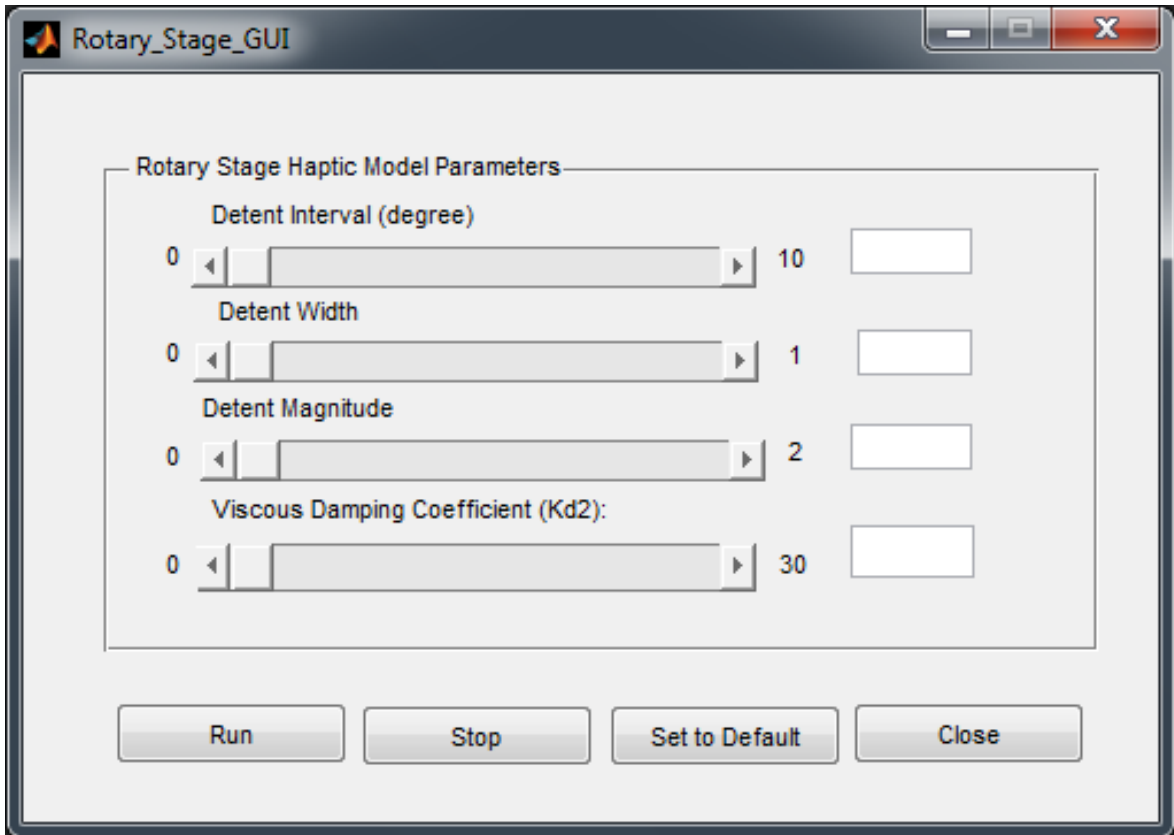 Rotary_Stage_GUI
Rotary Stage Haptic Model Parameters
Detent Interval (degree)
0 10
Detent Width
0 1
Detent Magnitude
0 2
Viscous Damping Coefficient (Kd2):
0 30
Run Stop Set to Default Close